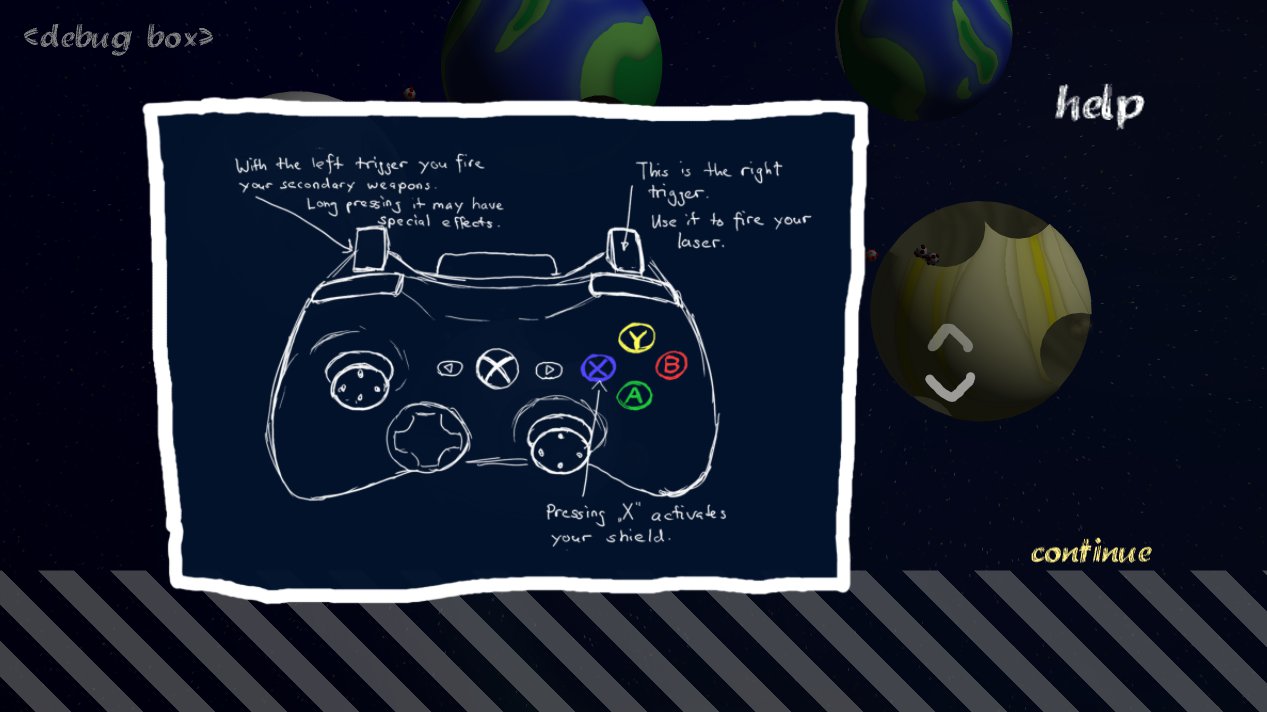 <debug box>
help
With the left trigger you fire
your secondary weapons.
Long pressing it may have
special effects.
This is the right
trigger.
Use it to fire your
laser.
Y
X
B
A
Pressing „X" activates
your shield.
continue